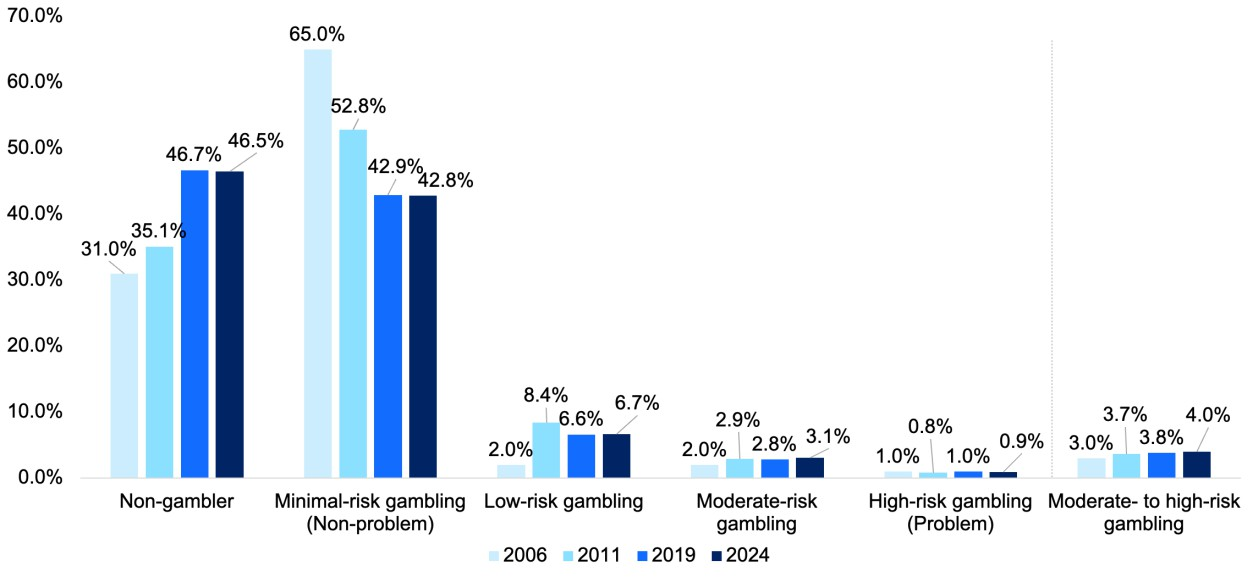 70.0%
60.0%
50.0%
40.0%
30.0%
20.0%
10.0%
0.0%
31.0%
35.1%
46.7%
46.5%
65.0%
52.8%
42.9%
42.8%
2.0%
8.4%
6.6%
6.7%
2.0%
2.9%
2.8%
3.1%
1.0%
0.8%
1.0%
0.9%
3.0%
3.7%
3.8%
4.0%
Non-gambler
Minimal-risk gambling
(Non-problem)
Low-risk gambling
Moderate-risk
gambling
High-risk gambling
(Problem)
Moderate- to high-risk
gambling
2006 2011 2019 2024